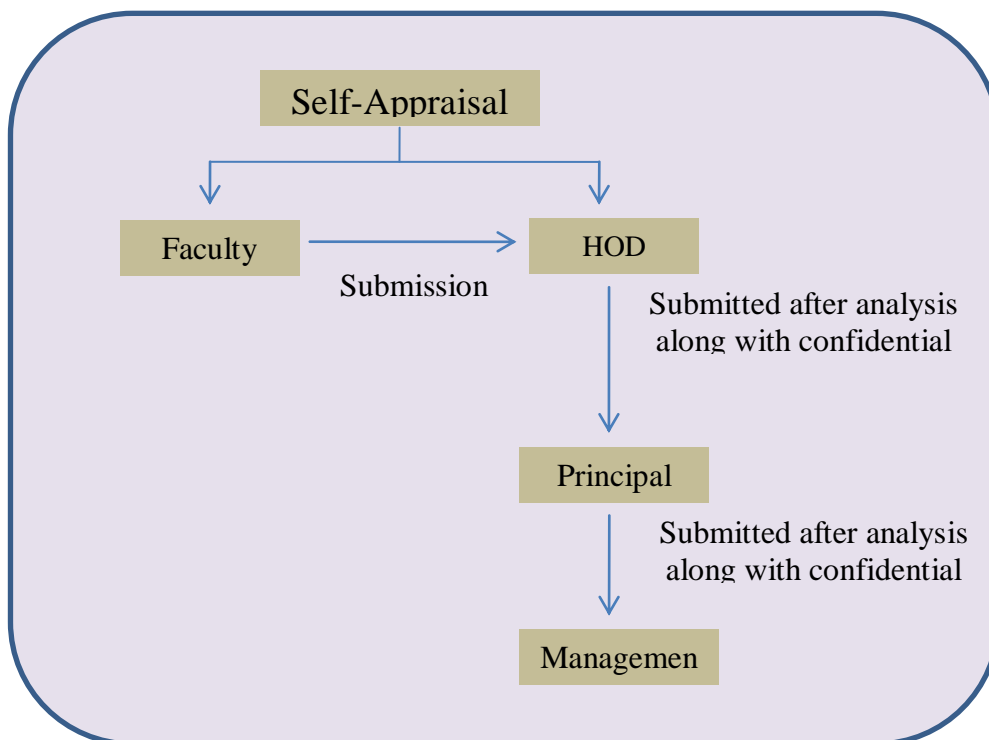 Self-Appraisal
Faculty
HOD
Submission
Submitted after analysis
along with confidential
Principal
Submitted after analysis
along with confidential
Managemen